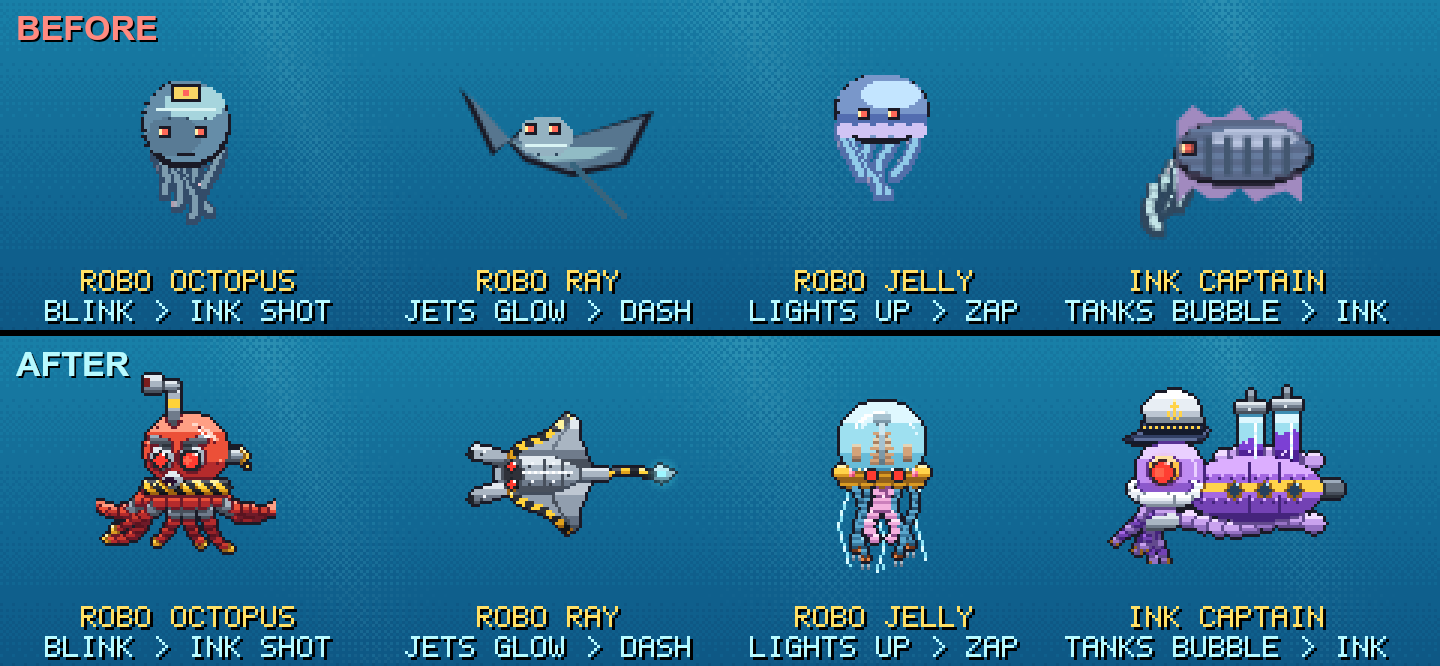 BEFORE
ROBO OCTOPUS
BLINK > INK SHOT
ROBO RAY
JETS GLOW > DASH
ROBO JELLY
LIGHTS UP > ZAP
INK CAPTAIN
TANKS BUBBLE > INK
AFTER
ROBO OCTOPUS
BLINK > INK SHOT
ROBO RAY
JETS GLOW > DASH
ROBO JELLY
LIGHTS UP > ZAP
INK CAPTAIN
TANKS BUBBLE > INK